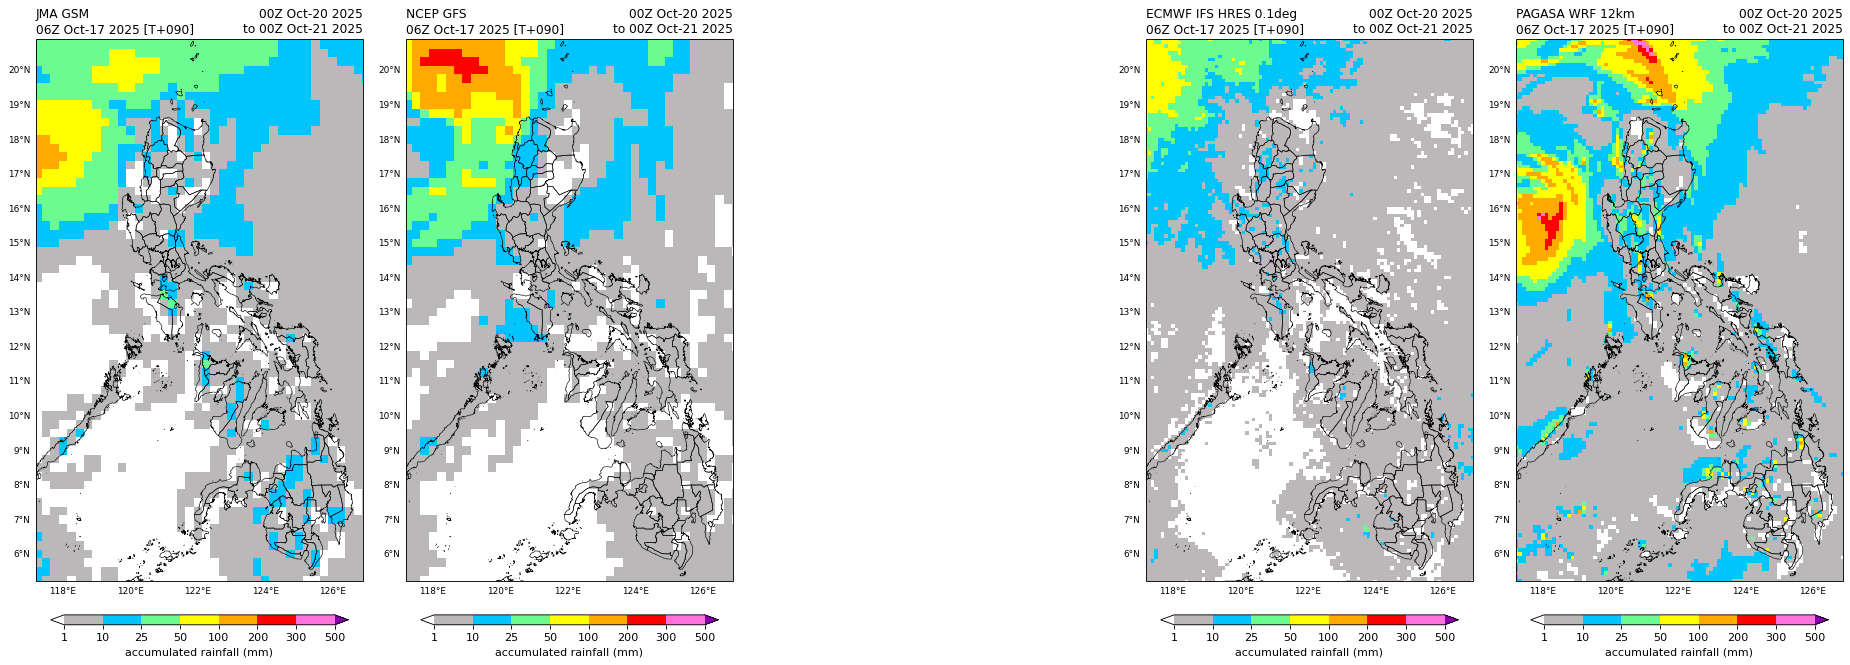 JMA GSM 00Z Oct-20 2025
06Z Oct-17 2025 [T+090] to 00Z Oct-21 2025
20°N
19°N
18°N
17°N
16°N
15°N
14°N
13°N
12°N
11°N
10°N
9°N
8°N
7°N
6°N
118°E 120°E 122°E 124°E 126°E
1 10 25 50 100 200 300 500
accumulated rainfall (mm)
NCEP GFS 00Z Oct-20 2025
06Z Oct-17 2025 [T+090] to 00Z Oct-21 2025
20°N
19°N
18°N
17°N
16°N
15°N
14°N
13°N
12°N
11°N
10°N
9°N
8°N
7°N
6°N
118°E 120°E 122°E 124°E 126°E
1 10 25 50 100 200 300 500
accumulated rainfall (mm)
ECMWF IFS HRES 0.1deg 00Z Oct-20 2025
06Z Oct-17 2025 [T+090] to 00Z Oct-21 2025
20°N
19°N
18°N
17°N
16°N
15°N
14°N
13°N
12°N
11°N
10°N
9°N
8°N
7°N
6°N
118°E 120°E 122°E 124°E 126°E
1 10 25 50 100 200 300 500
accumulated rainfall (mm)
PAGASA WRF 12km 00Z Oct-20 2025
06Z Oct-17 2025 [T+090] to 00Z Oct-21 2025
20°N
19°N
18°N
17°N
16°N
15°N
14°N
13°N
12°N
11°N
10°N
9°N
8°N
7°N
6°N
118°E 120°E 122°E 124°E 126°E
1 10 25 50 100 200 300 500
accumulated rainfall (mm)